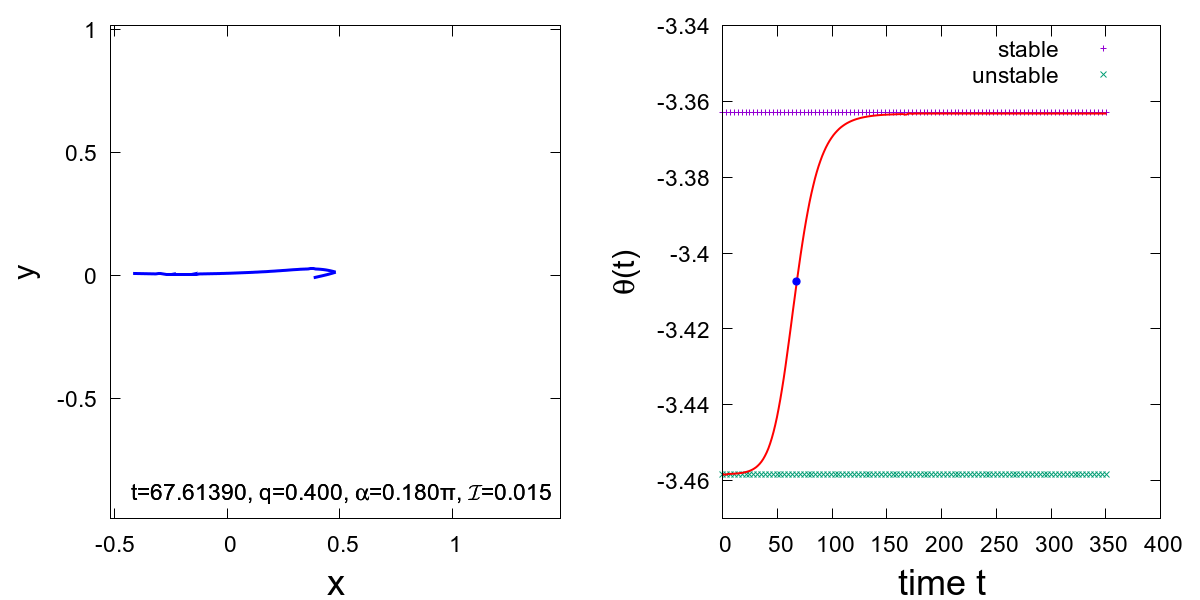 1
0.5
0
-0.5
-0.5 0 0.5 1
y
x
t=67.61390, q=0.400, α=0.180π, ℐ=0.015
-3.34
-3.36
-3.38
-3.4
-3.42
-3.44
-3.46
0 50 100 150 200 250 300 350 400
θ(t)
time t
stable
unstable